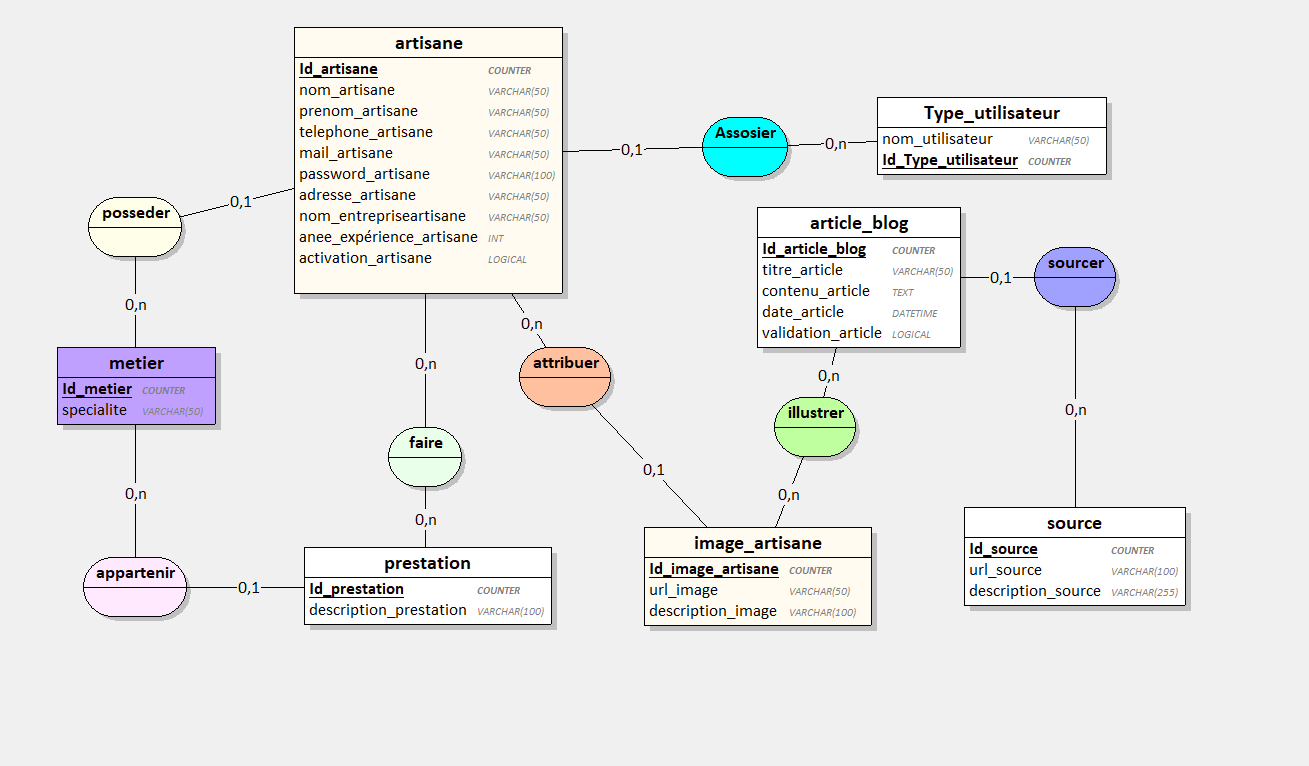 artisane
Id_artisane COUNTER
nom_artisane VARCHAR(50)
prenom_artisane VARCHAR(50)
telephone_artisane VARCHAR(50)
mail_artisane VARCHAR(50)
password_artisane VARCHAR(100)
adresse_artisane VARCHAR(50)
nom_entrepriseartisane VARCHAR(50)
anee_expérience_artisane INT
activation_artisane LOGICAL
0,1
Assosier
0,n
Type_utilisateur
nom_utilisateur VARCHAR(50)
Id_Type_utilisateur COUNTER
0,1
posseder
0,n
metier
Id_metier COUNTER
specialite VARCHAR(50)
0,n
appartenir
0,1
0,n
faire
0,n
prestation
Id_prestation COUNTER
description_prestation VARCHAR(100)
0,n
attribuer
0,1
article_blog
Id_article_blog COUNTER
titre_article VARCHAR(50)
contenu_article TEXT
date_article DATETIME
validation_article LOGICAL
0,1
sourcer
0,n
0,n
illustrer
0,n
image_artisane
Id_image_artisane COUNTER
url_image VARCHAR(50)
description_image VARCHAR(100)
source
Id_source COUNTER
url_source VARCHAR(100)
description_source VARCHAR(255)